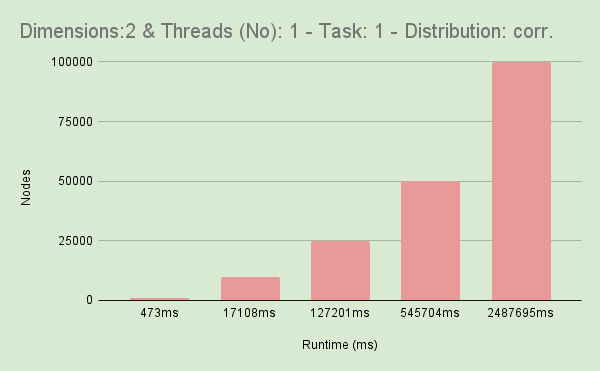 Dimensions:2 & Threads (No): 1 - Task: 1 - Distribution: corr.
100000
75000
50000
25000
0
Nodes
473ms 17108ms 127201ms 545704ms 2487695ms
Runtime (ms)